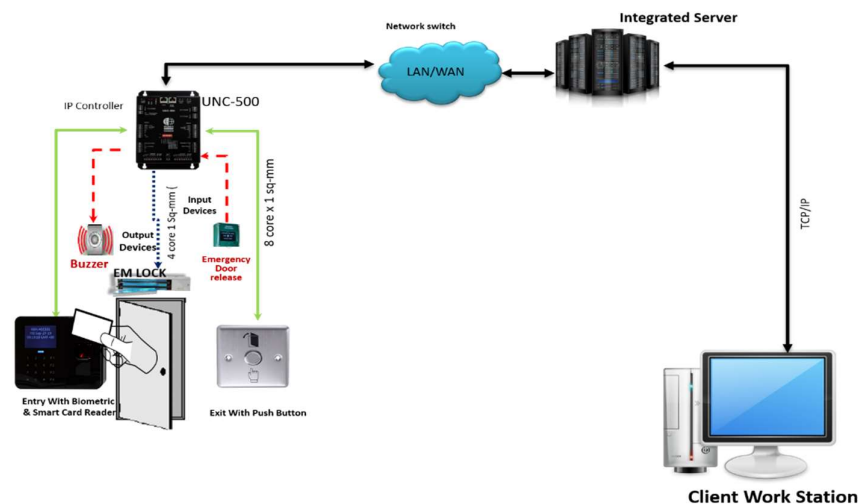 Integrated Server
Network switch
LAN/WAN
IP Controller
UNC-500
TCP/IP
4 core 1 Sq-mm (
8 core x 1 sq-mm
Input
Devices
Output
Devices
Buzzer
Emergency
Door
release
EM LOCK
Entry With Biometric
& Smart Card Reader
Exit With Push Button
Client Work Station